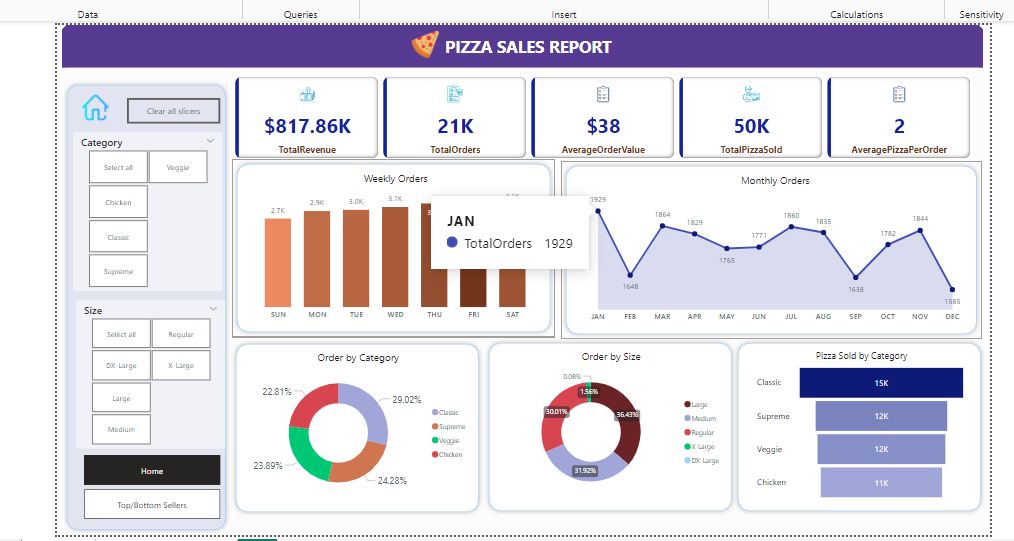 Data Queries Insert Calculations Sensitivity
PIZZA SALES REPORT
Clear all slicers
Category
Select all Veggie
Chicken
Classic
Supreme
Size
Select all Regular
DX-Large X-Large
Large
Medium
Home
Top/Bottom Sellers
$817.86K
TotalRevenue
21K
TotalOrders
$38
AverageOrderValue
50K
TotalPizzaSold
2
AveragePizzaPerOrder
Weekly Orders
2.7K 2.9K 3.0K 3.1K
SUN MON TUE WED THU FRI SAT
JAN
TotalOrders 1929
Monthly Orders
1929 1648 1864 1829 1765 1771 1860 1835 1638 1782 1844 1585
JAN FEB MAR APR MAY JUN JUL AUG SEP OCT NOV DEC
Order by Category
22.81%
29.02%
23.89%
24.28%
Classic
Supreme
Veggie
Chicken
Order by Size
0.08%
1.56%
30.01%
36.43%
31.92%
Large
Medium
Regular
X-Large
DX-Large
Pizza Sold by Category
Classic 15K
Supreme 12K
Veggie 12K
Chicken 11K